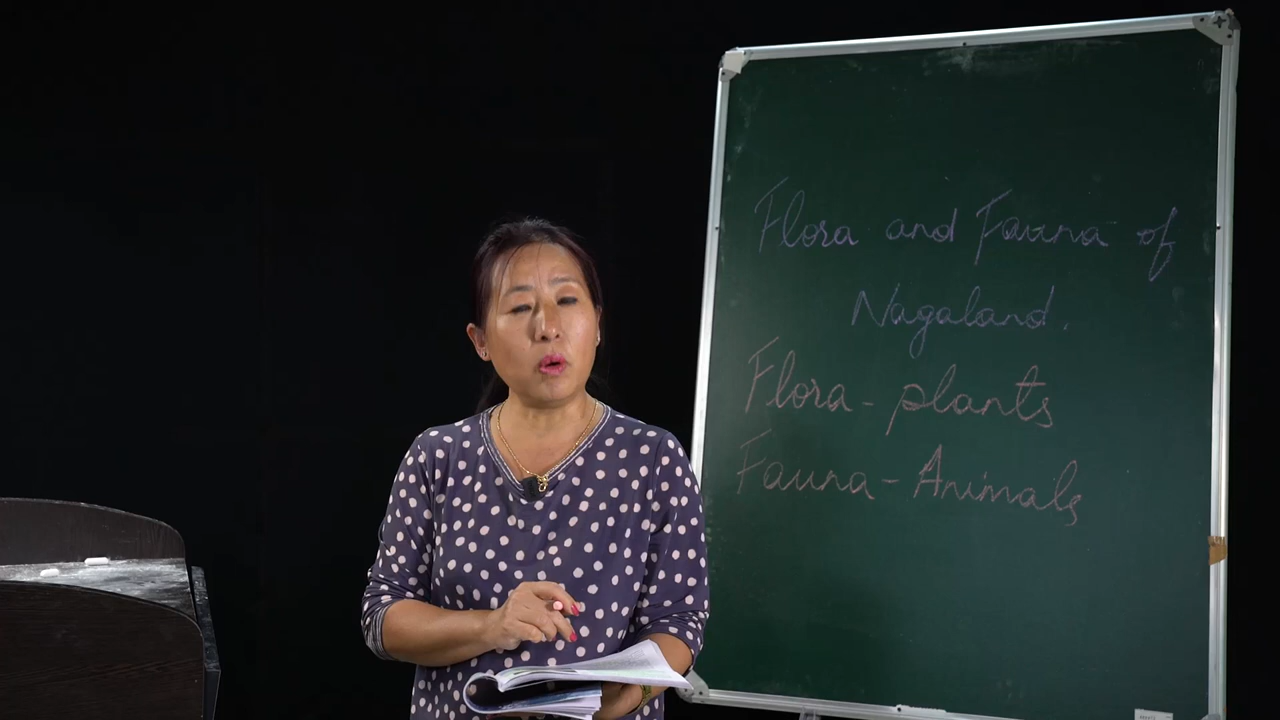 Flora and Fauna of
Nagaland.
Flora - plants
Fauna - Animals